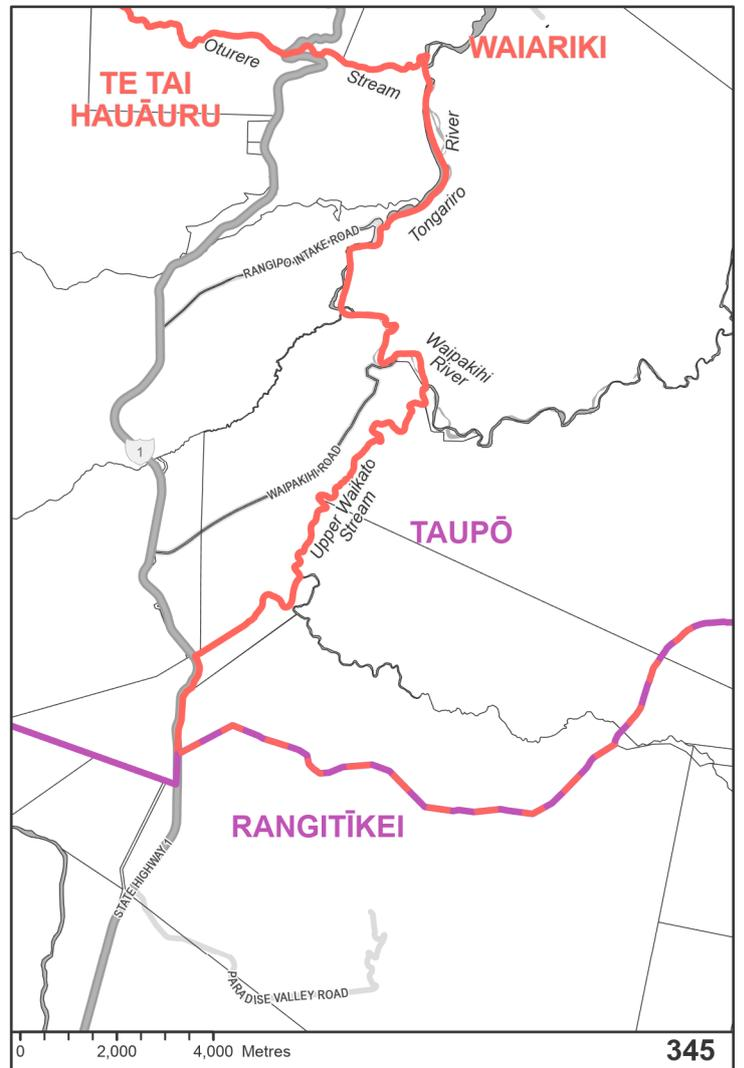 WAIARIKI
Oturere
Stream
TE TAI
HAUĀURU
River
Tongariro
RANGIPO INTAKE ROAD
Waipakihi
River
1
WAIPAKIHI ROAD
Upper Waikato
Stream
TAUPŌ
RANGITĪKEI
STATE HIGHWAY 1
PARADISE VALLEY ROAD
0 2,000 4,000 Metres
345